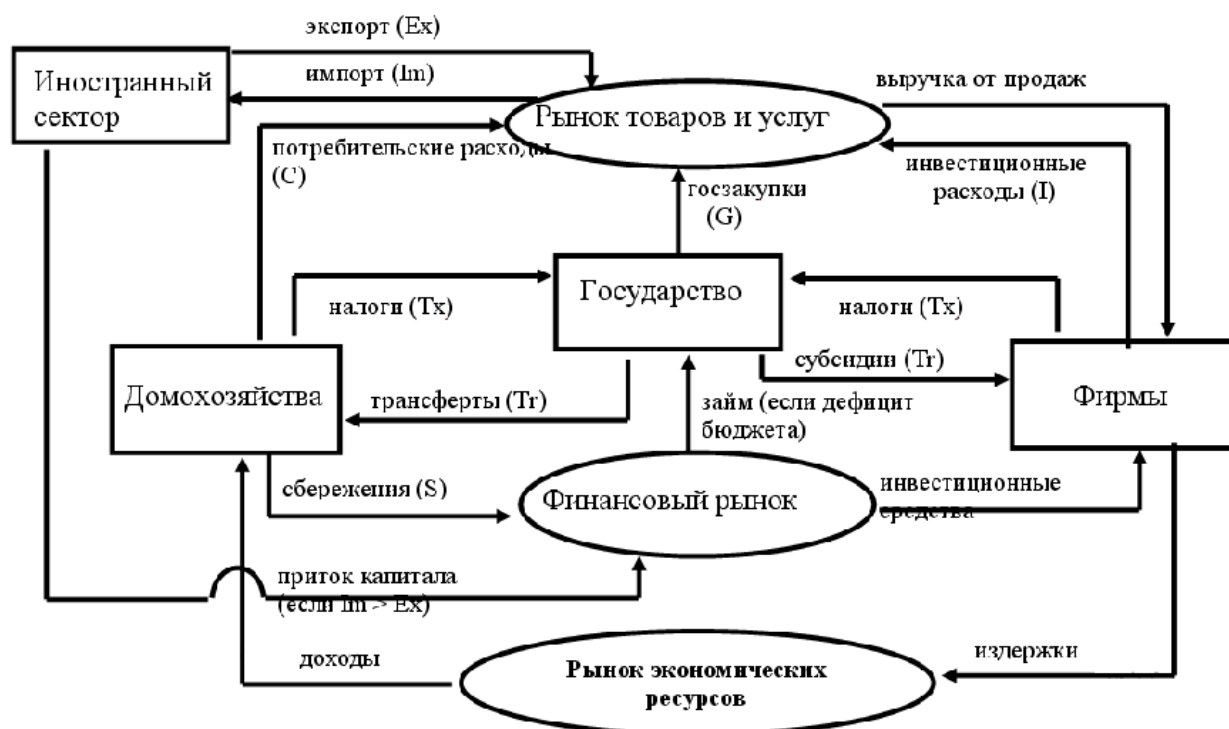 экспорт (Ex)
Иностранный
сектор
импорт (Im)
выручка от продаж
Рынок товаров и услуг
потребительские расходы
(C)
инвестиционные
расходы (I)
госзакупки
(G)
Государство
налоги (Tx)
налоги (Tx)
субсидии (Tr)
Домохозяйства
Фирмы
трансферты (Tr)
займ (если дефицит
бюджета)
сбережения (S)
Финансовый рынок
инвестиционные
средства
приток капитала
(если Im > Ex)
доходы
Рынок экономических
ресурсов
издержки